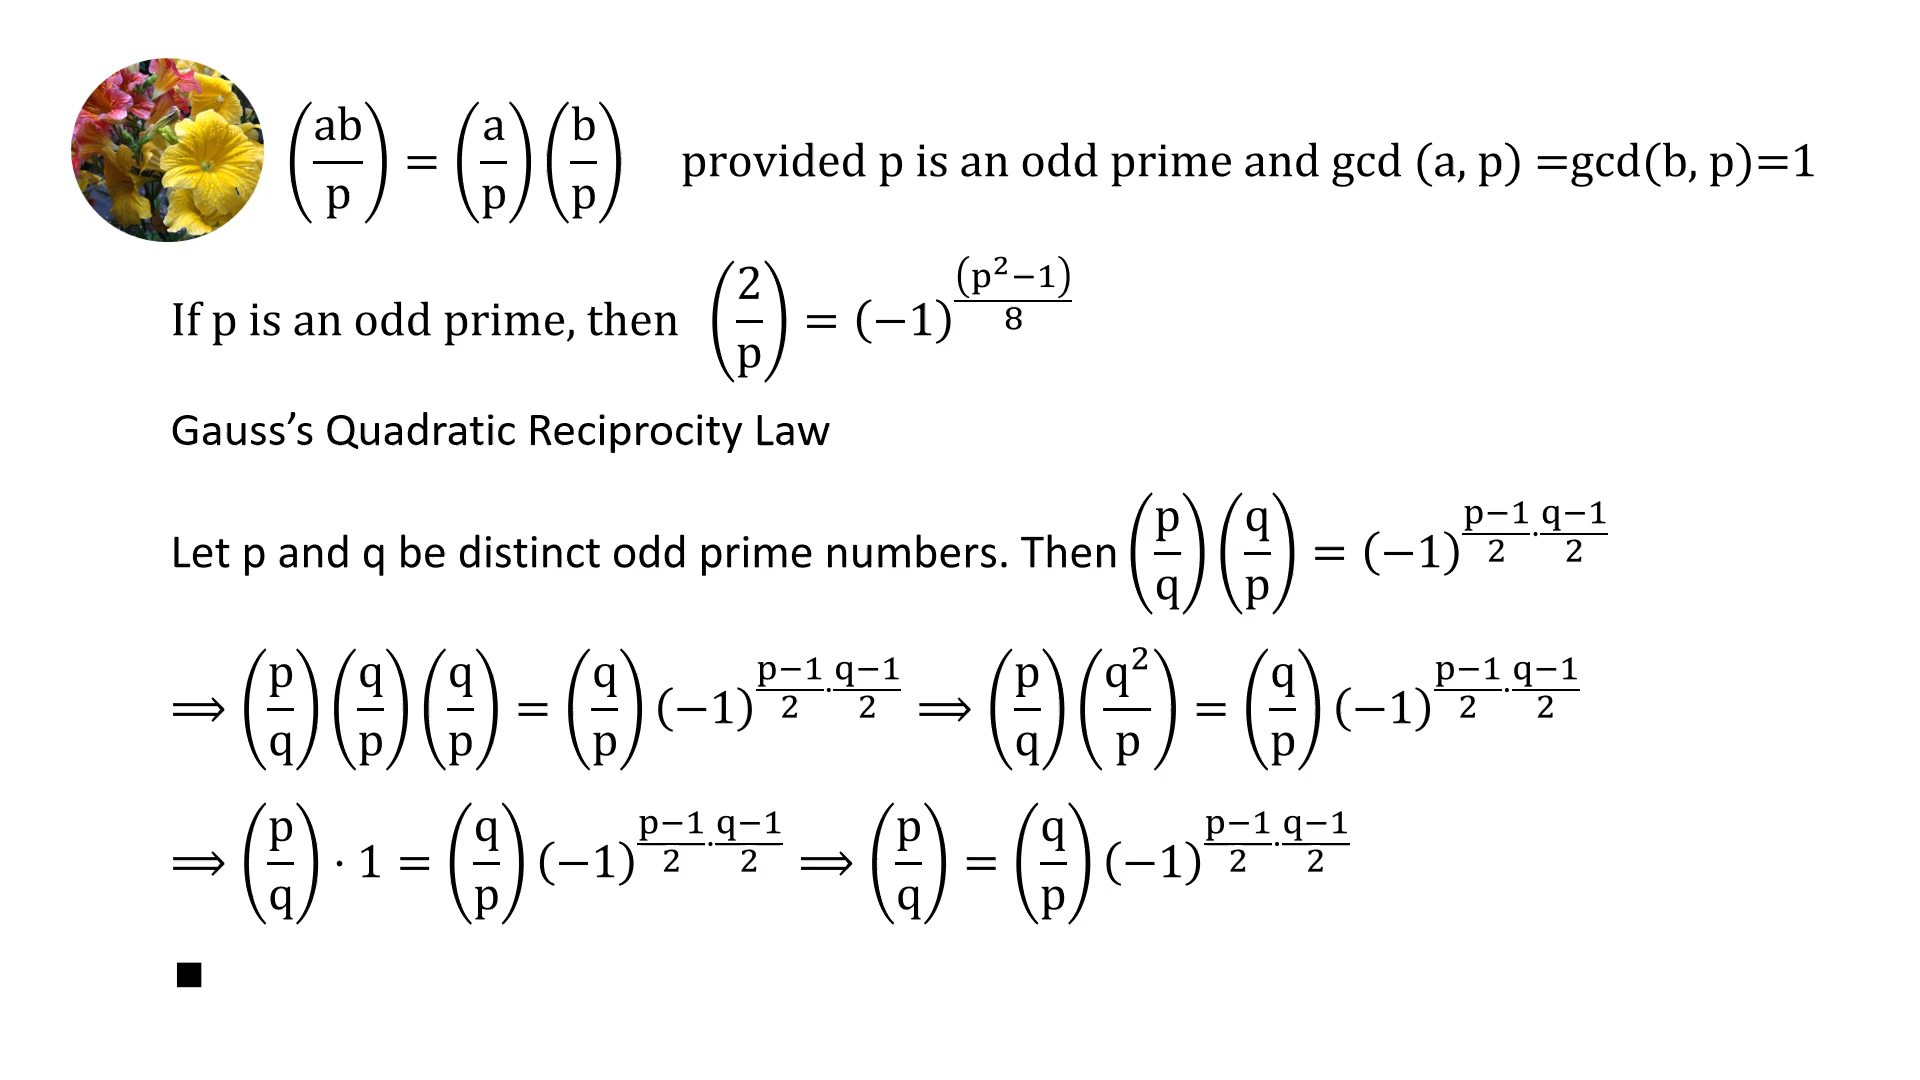 (ab/p) = (a/p)(b/p) provided p is an odd prime and gcd (a, p) =gcd(b, p)=1
If p is an odd prime, then (2/p) = (−1)^((p²−1)/8)
Gauss’s Quadratic Reciprocity Law
Let p and q be distinct odd prime numbers. Then (p/q)(q/p) = (−1)^((p−1)/2·(q−1)/2)
⟹ (p/q)(q/p)(q/p) = (q/p)(−1)^((p−1)/2·(q−1)/2) ⟹ (p/q)(q²/p) = (q/p)(−1)^((p−1)/2·(q−1)/2)
⟹ (p/q) · 1 = (q/p)(−1)^((p−1)/2·(q−1)/2) ⟹ (p/q) = (q/p)(−1)^((p−1)/2·(q−1)/2)
■